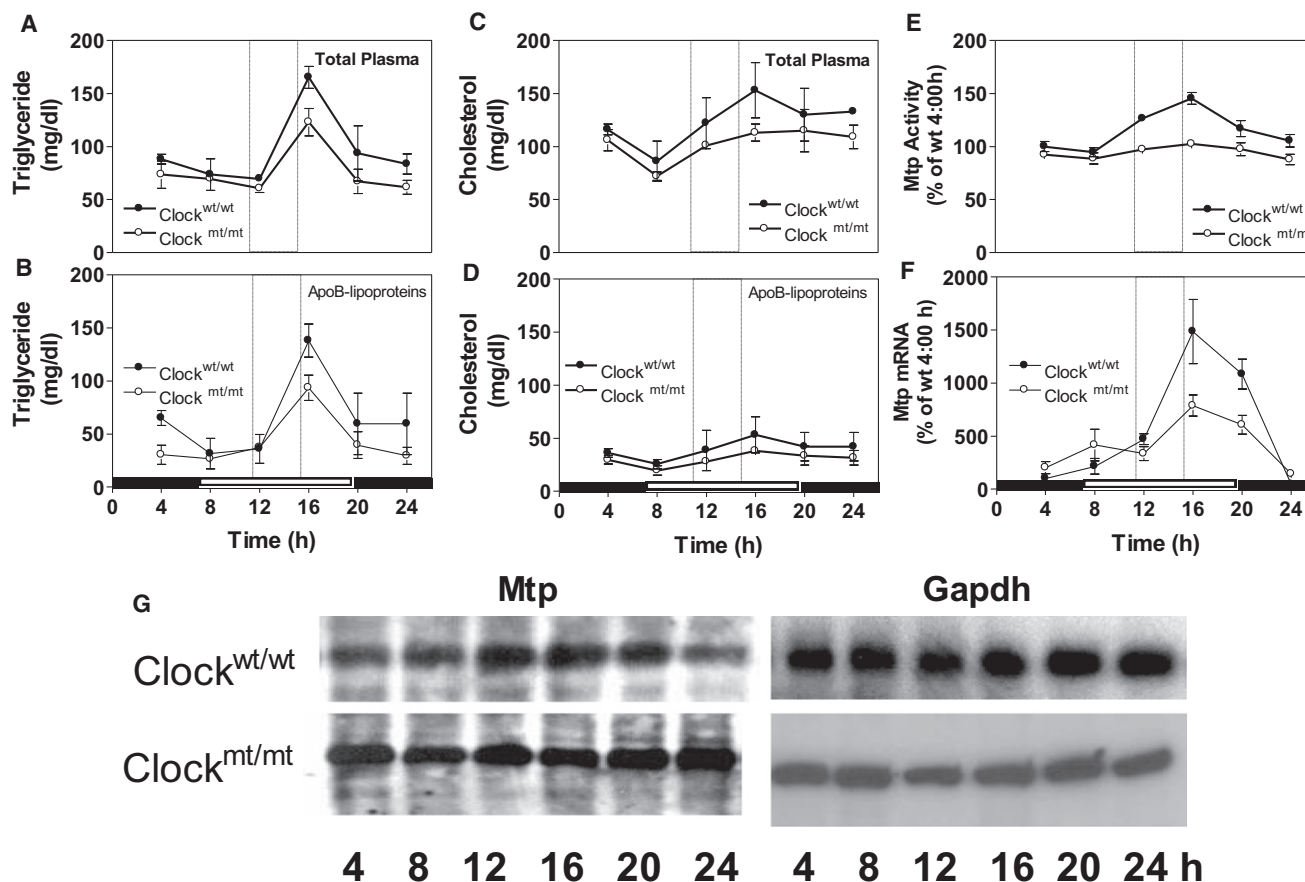 A
Triglyceride
(mg/dl)
200
150
100
50
0
Total Plasma
Clock wt/wt
Clock mt/mt
B
Triglyceride
(mg/dl)
200
150
100
50
0
ApoB-lipoproteins
Clock wt/wt
Clock mt/mt
0 4 8 12 16 20 24
Time (h)
C
Cholesterol
(mg/dl)
200
150
100
50
0
Total Plasma
Clock wt/wt
Clock mt/mt
D
Cholesterol
(mg/dl)
200
150
100
50
0
ApoB-lipoproteins
Clock wt/wt
Clock mt/mt
0 4 8 12 16 20 24
Time (h)
E
Mtp Activity
(% of wt 4:00h)
200
150
100
50
0
Clock wt/wt
Clock mt/m
F
Mtp mRNA
(% of wt 4:00 h)
2000
1500
1000
500
0
Clock wt/wt
Clock mt/mt
0 4 8 12 16 20 24
Time (h)
G
Mtp
Gapdh
Clock wt/wt
Clock mt/mt
4 8 12 16 20 24 4 8 12 16 20 24 h